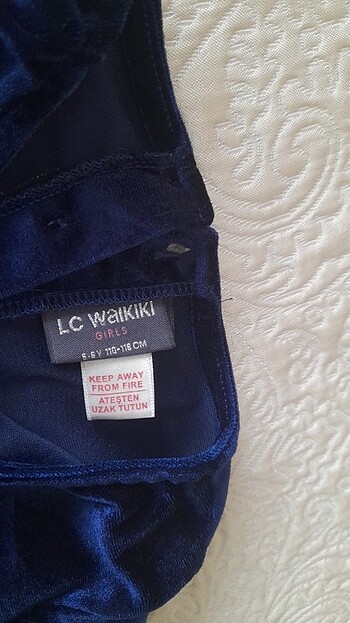 LC WAIKIKI
GIRLS
5-6 Y 110-116 CM
KEEP AWAY
FROM FIRE
ATEŞTEN
UZAK TUTUN